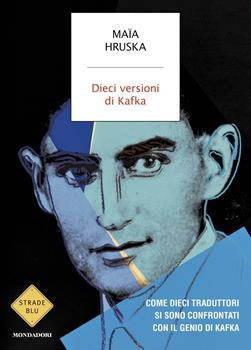 MAÏA
HRUSKA
Dieci versioni
di Kafka
COME DIECI TRADUTTORI
SI SONO CONFRONTATI
CON IL GENIO DI KAFKA
STRADE
BLU
MONDADORI